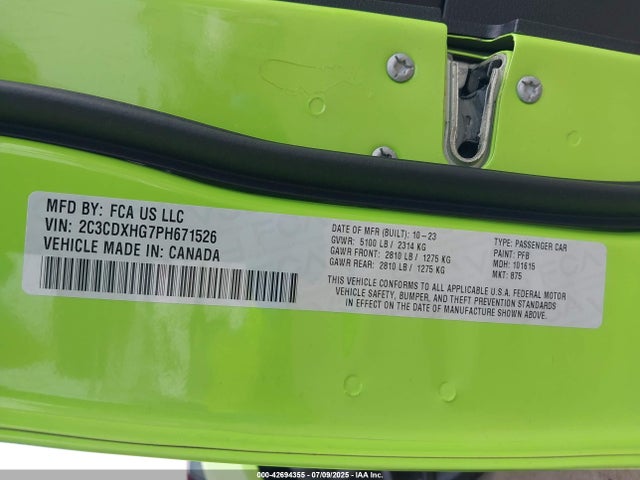 MFD BY: FCA US LLC
VIN: 2C3CDXHG7PH671526
VEHICLE MADE IN: CANADA
DATE OF MFR (BUILT): 10-23
GVWR: 5100 LB / 2314 KG
GAWR FRONT: 2810 LB / 1275 KG
GAWR REAR: 2810 LB / 1275 KG
TYPE: PASSENGER CAR
PAINT: PFB
MDH: 101615
MKT: 875
THIS VEHICLE CONFORMS TO ALL APPLICABLE U.S.A. FEDERAL MOTOR
VEHICLE SAFETY, BUMPER, AND THEFT PREVENTION STANDARDS
IN EFFECT ON THE DATE OF MANUFACTURE SHOWN ABOVE.
000-42694355 - 07/09/2025 - IAA Inc.